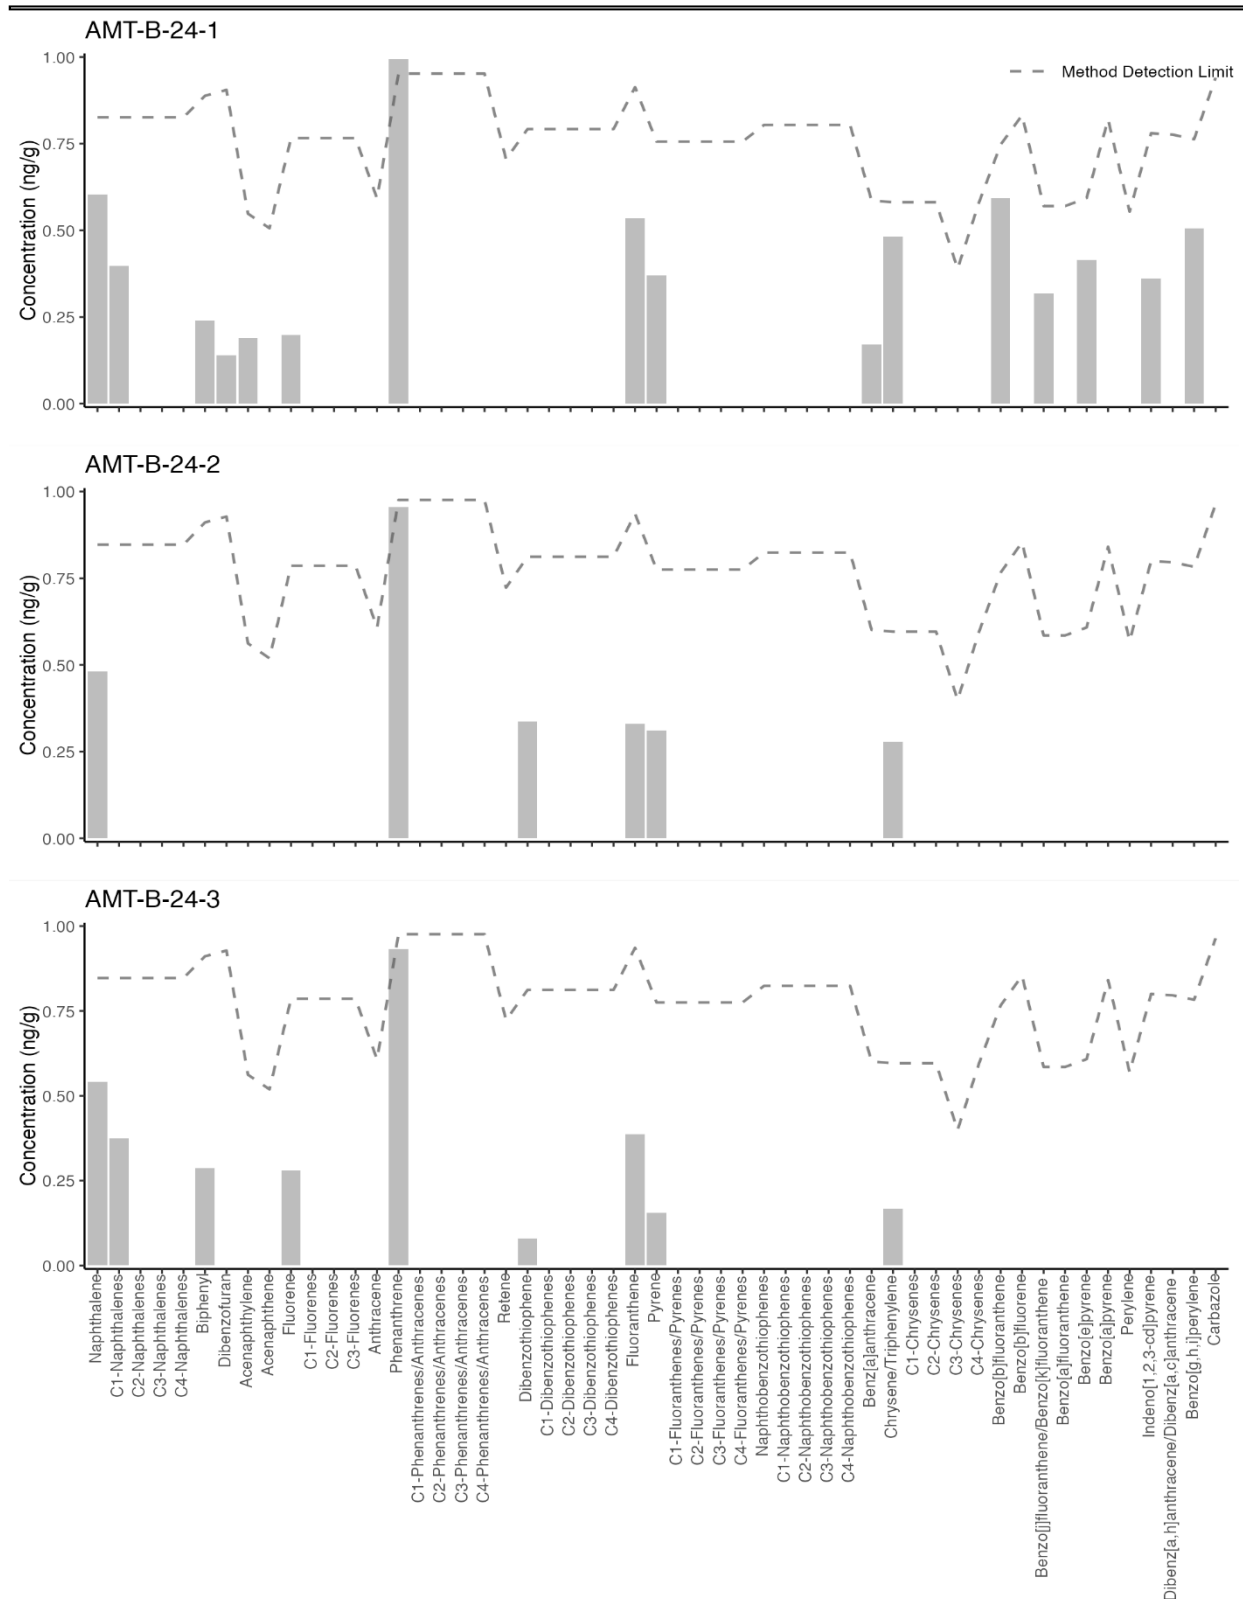 AMT-B-24-1
Concentration (ng/g)
1.00
0.75
0.50
0.25
0.00
Method Detection Limit
AMT-B-24-2
Concentration (ng/g)
1.00
0.75
0.50
0.25
0.00
AMT-B-24-3
Concentration (ng/g)
1.00
0.75
0.50
0.25
0.00
Naphthalene
C1-Naphthalenes
C2-Naphthalenes
C3-Naphthalenes
C4-Naphthalenes
Biphenyl
Dibenzofuran
Acenaphthylene
Acenaphthene
Fluorene
C1-Fluorenes
C2-Fluorenes
C3-Fluorenes
Anthracene
Phenanthrene
C1-Phenanthrenes/Anthracenes
C2-Phenanthrenes/Anthracenes
C3-Phenanthrenes/Anthracenes
C4-Phenanthrenes/Anthracenes
Retene
Dibenzothiophene
C1-Dibenzothiophenes
C2-Dibenzothiophenes
C3-Dibenzothiophenes
C4-Dibenzothiophenes
Fluoranthene
Pyrene
C1-Fluoranthenes/Pyrenes
C2-Fluoranthenes/Pyrenes
C3-Fluoranthenes/Pyrenes
C4-Fluoranthenes/Pyrenes
Naphthobenzothiophenes
C1-Naphthobenzothiophenes
C2-Naphthobenzothiophenes
C3-Naphthobenzothiophenes
C4-Naphthobenzothiophenes
Benz[a]anthracene
Chrysene/Triphenylene
C1-Chrysenes
C2-Chrysenes
C3-Chrysenes
C4-Chrysenes
Benzo[b]fluoranthene
Benzo[b]fluorene
Benzo[j]fluoranthene/Benzo[k]fluoranthene
Benzo[a]fluoranthene
Benzo[e]pyrene
Benzo[a]pyrene
Perylene
Indeno[1,2,3-cd]pyrene
Dibenz[a,h]anthracene/Dibenz[a,c]anthracene
Benzo[g,h,i]perylene
Carbazole